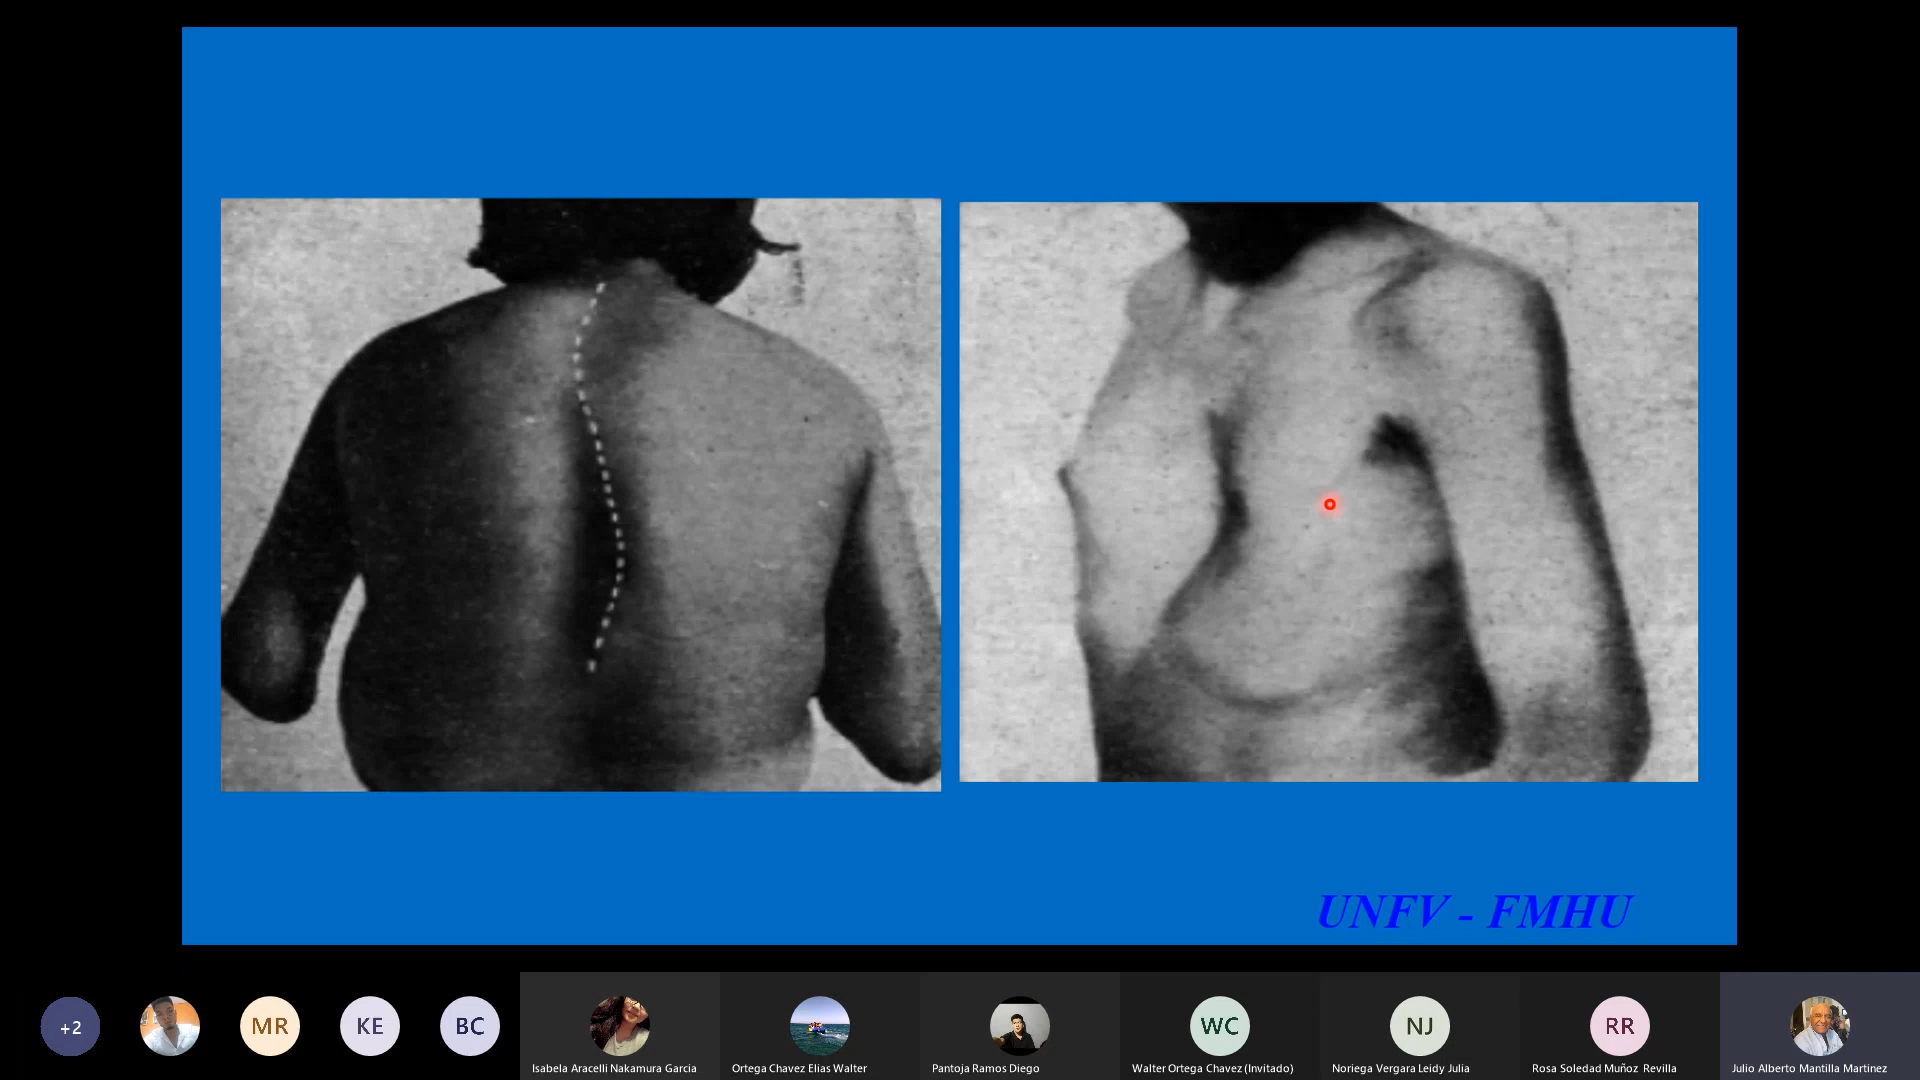 UNFV - FMHU
+2
MR
KE
BC
WC
NJ
RR
Isabela Aracelli Nakamura Garcia
Ortega Chavez Elias Walter
Pantoja Ramos Diego
Walter Ortega Chavez (Invitado)
Noriega Vergara Leidy Julia
Rosa Soledad Muñoz Revilla
Julio Alberto Mantilla Martinez